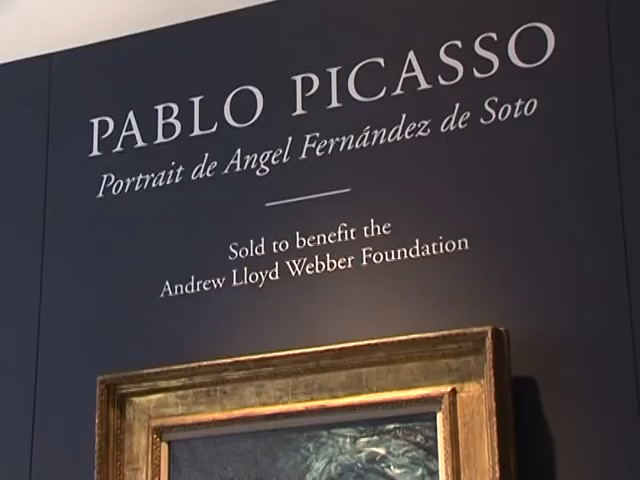 PABLO PICASSO
Portrait de Angel Fernández de Soto
Sold to benefit the
Andrew Lloyd Webber Foundation